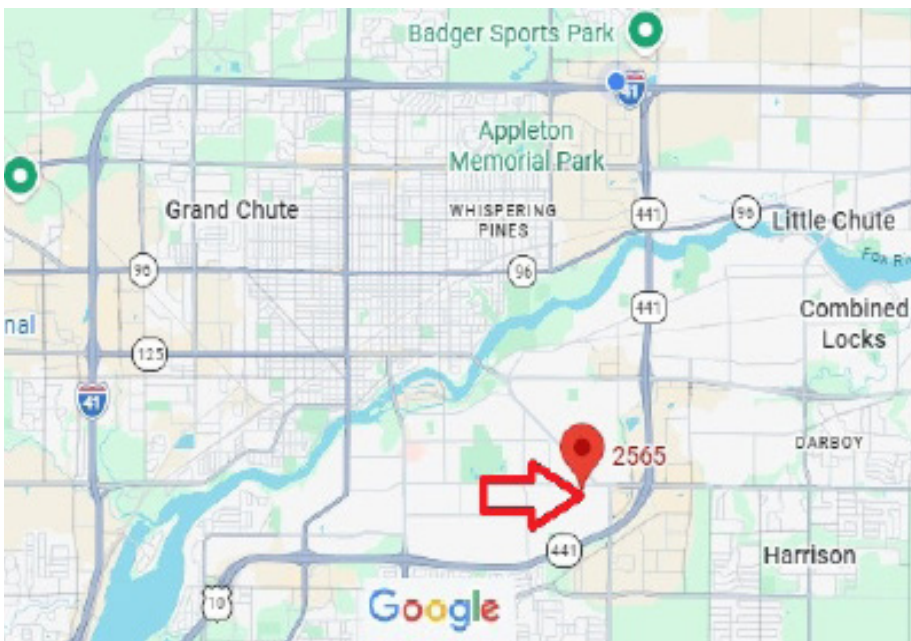 Badger Sports Park
41
Appleton
Memorial Park
Grand Chute
WHISPERING
PINES
441
96
Little Chute
96
96
Fox Ri
441
Combined
Locks
nal
125
41
2565
DARBOY
441
Harrison
10
Google